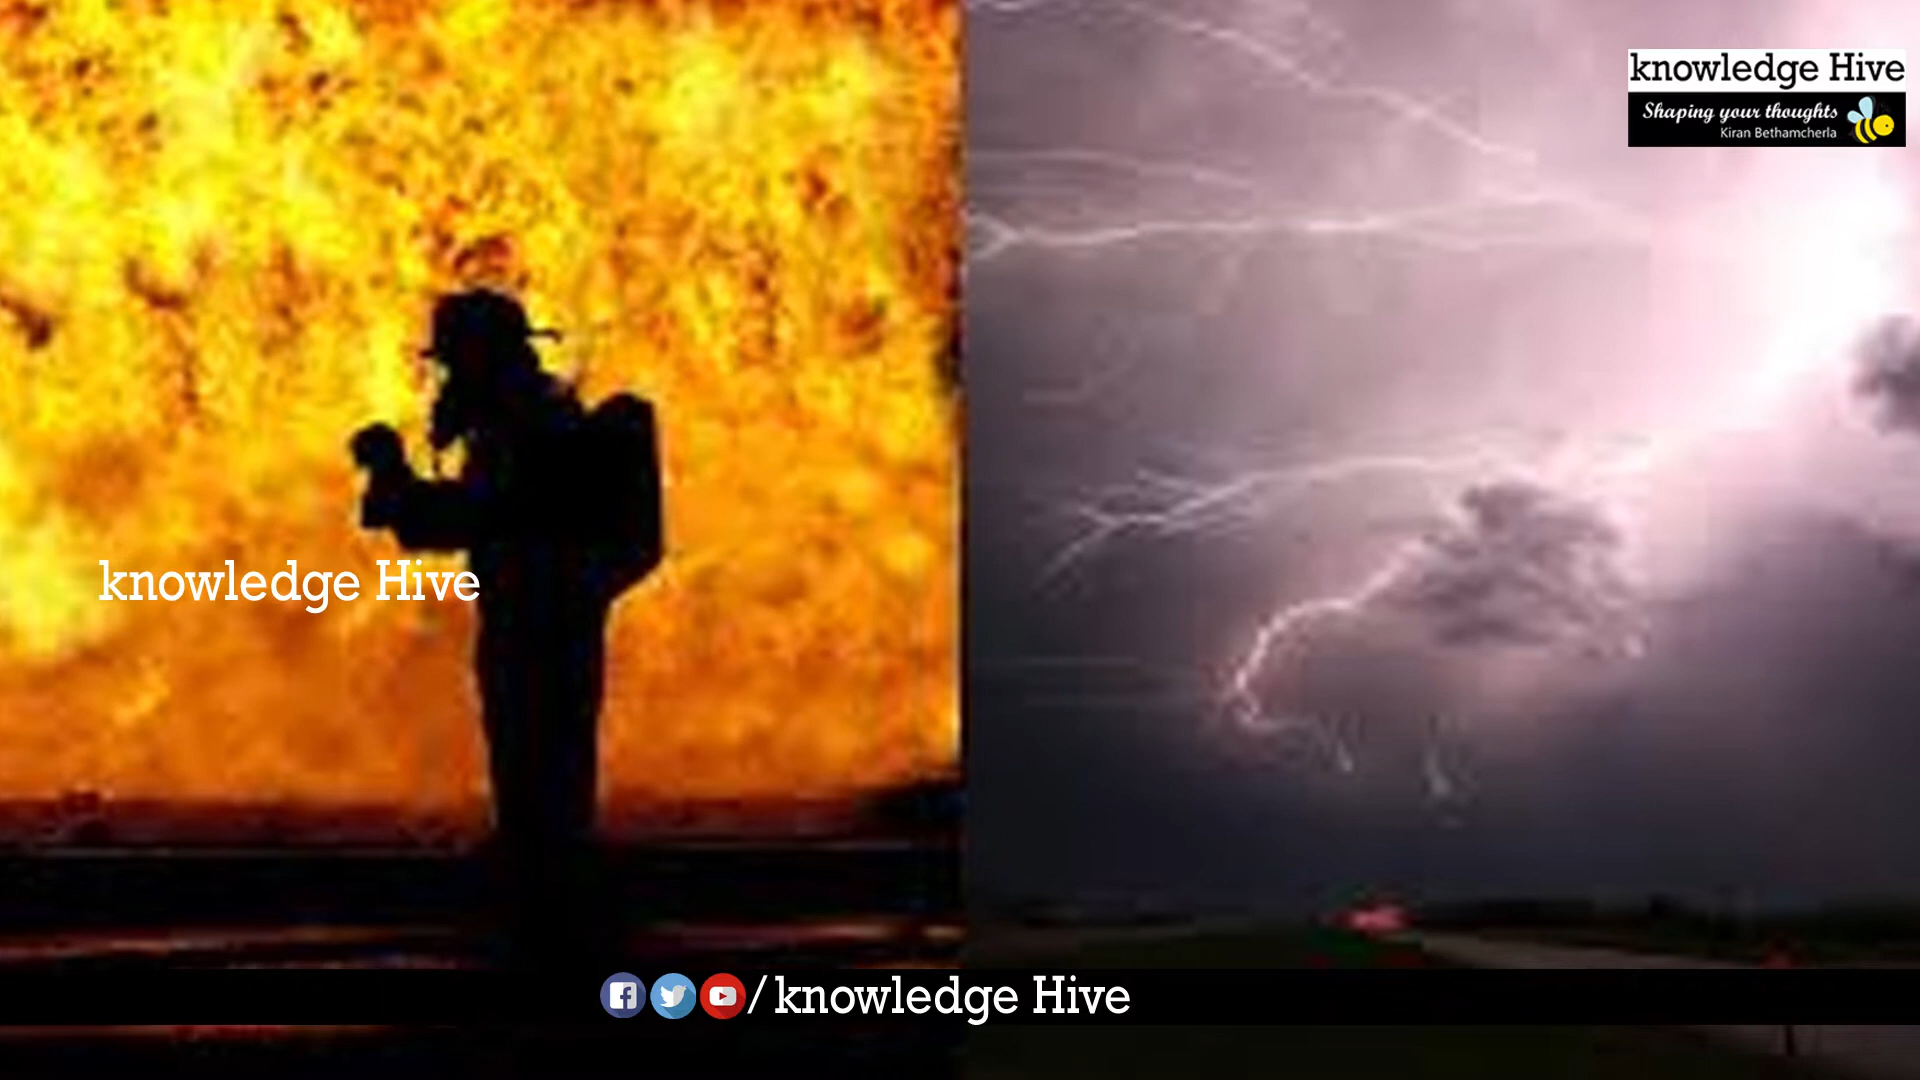 knowledge Hive
Shaping your thoughts
Kiran Bethamcherla
knowledge Hive
/knowledge Hive